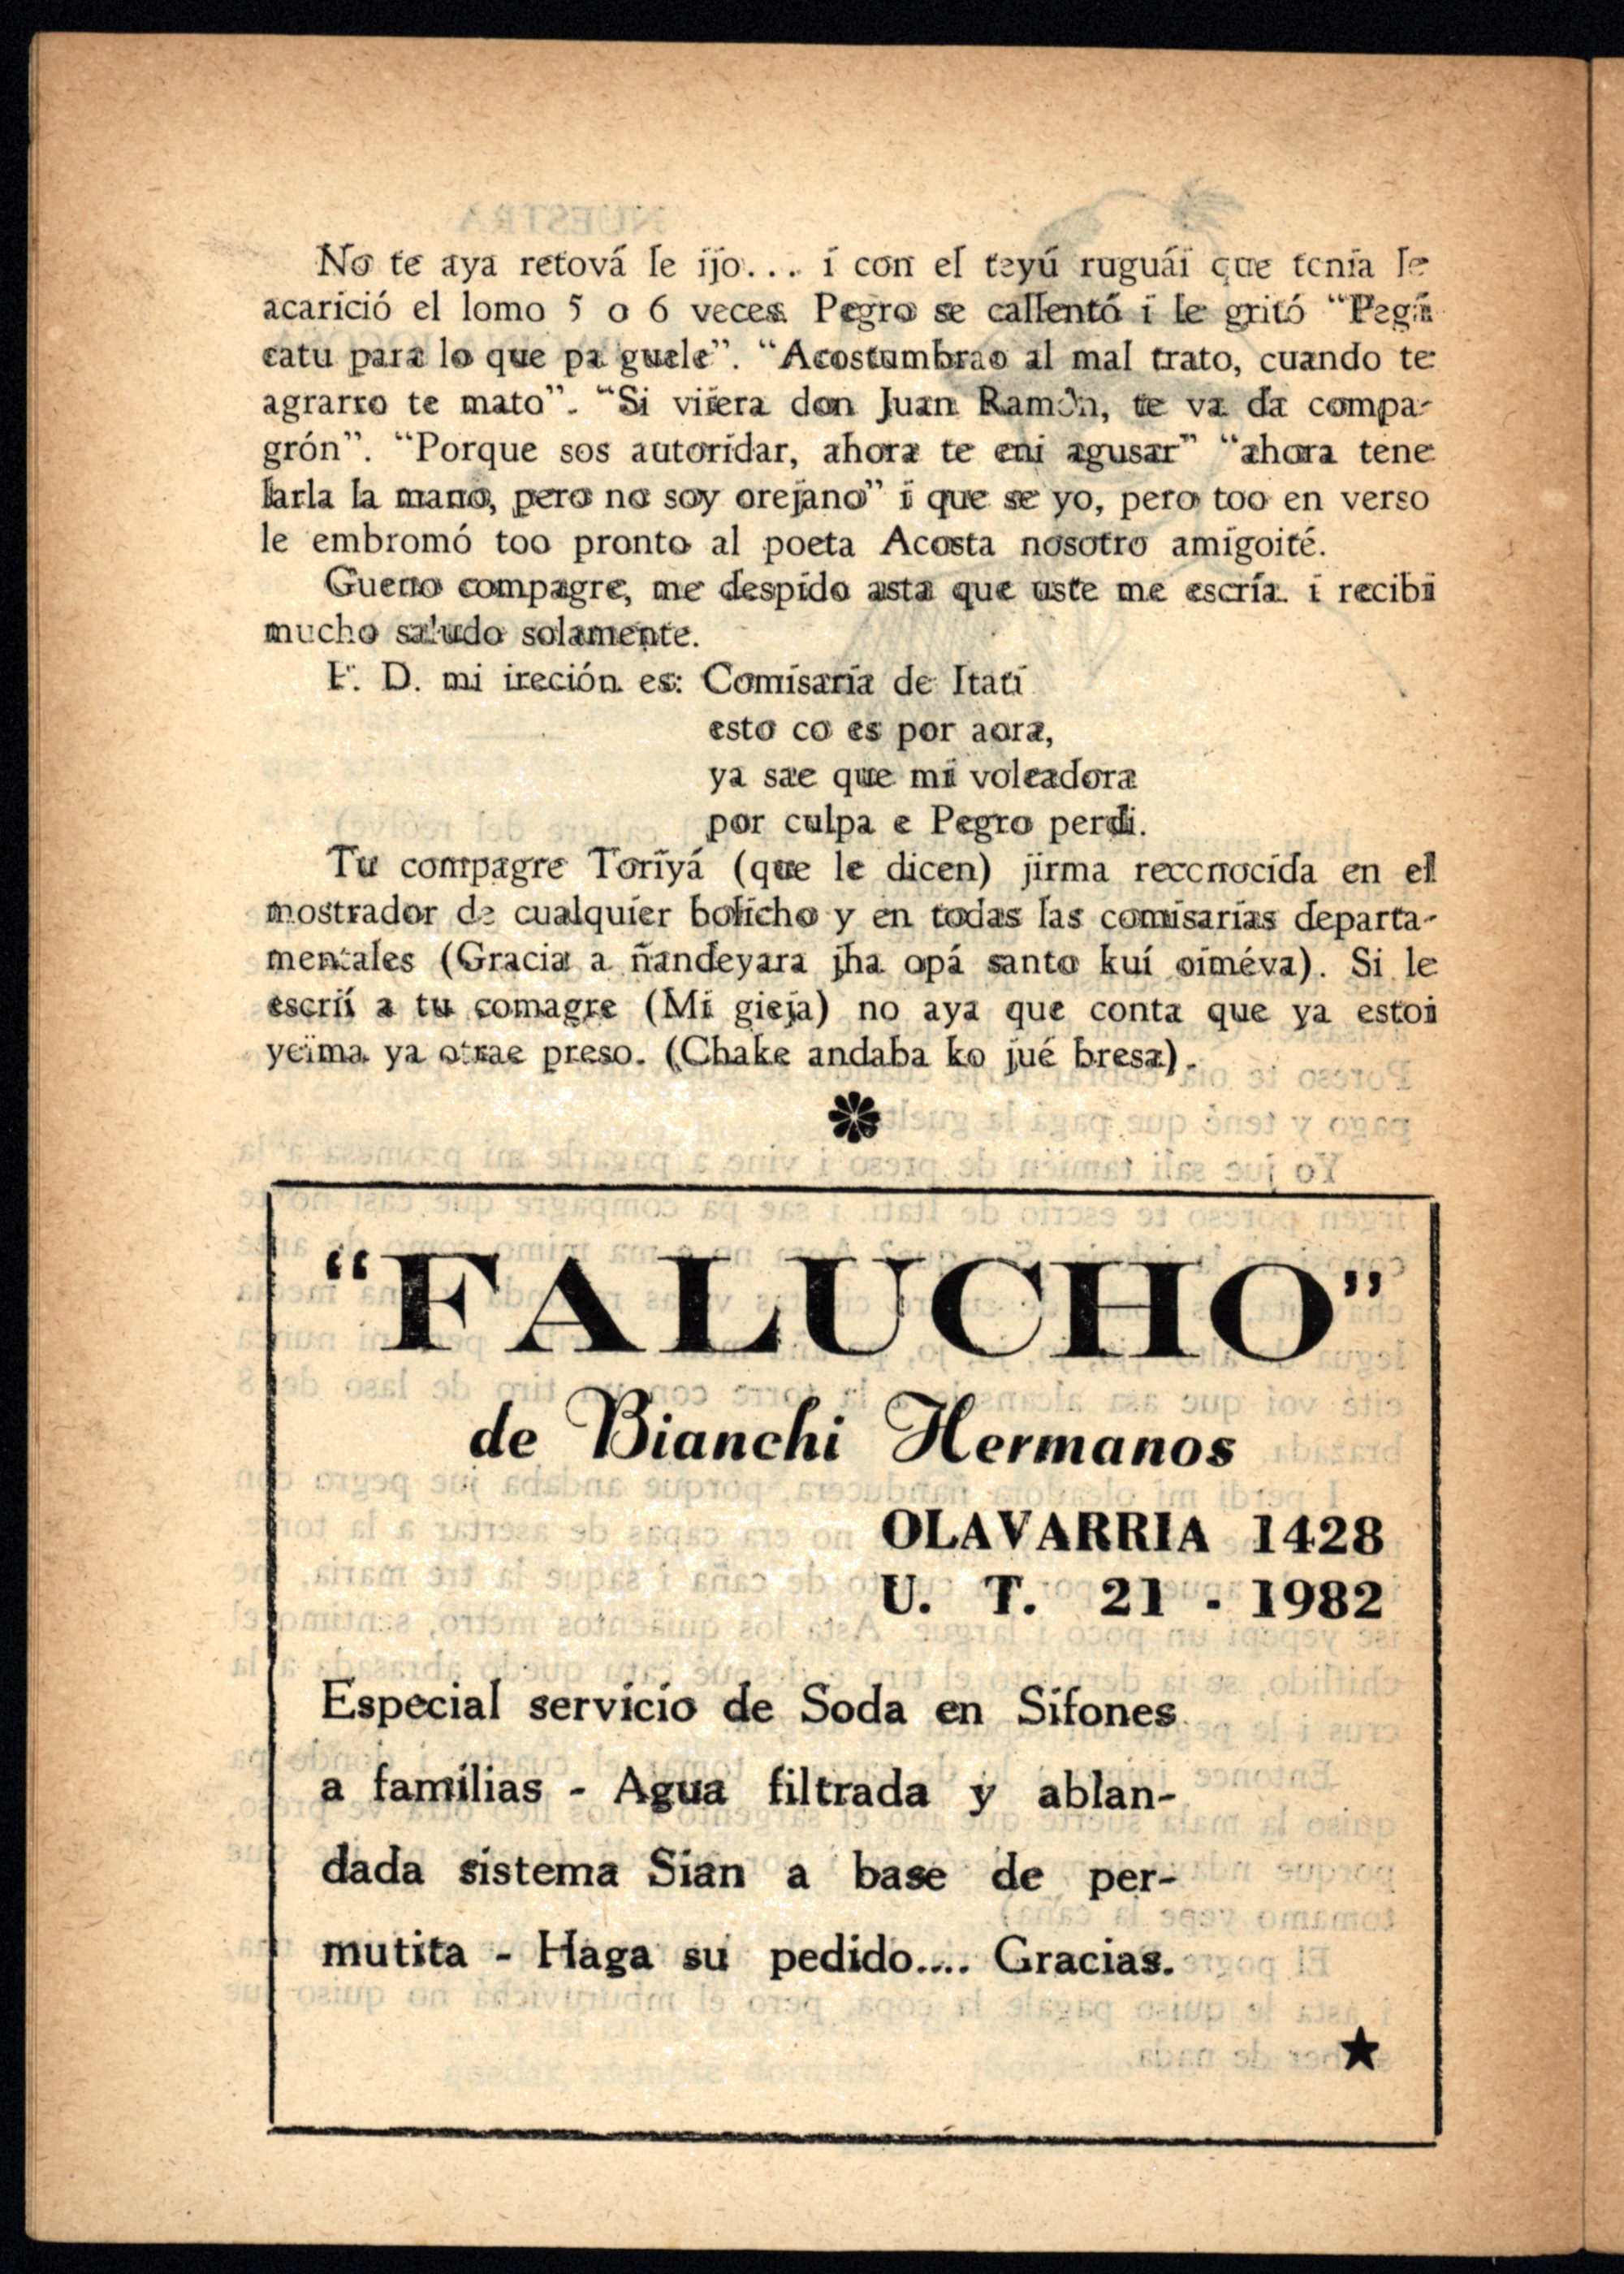 No te aya retová le ijo... i con el teyú ruguái que tenia le
acarició el lomo 5 o 6 veces. Pegro se callentó i le gritó “Pegá
catu para lo que pa guele”. “Acostumbrao al mal trato, cuando te
agrarro te mato”. “Si viiera don Juan Ramón, te va da compa-
grón”. “Porque sos autoridar, ahora te eni agusar” “ahora tene
larla la mano, pero no soy orejano” i que se yo, pero too en verso
le embromó too pronto al poeta Acosta nosotro amigoité.
Gueno compagre, me despido asta que uste me escría. i recibi
mucho saludo solamente.
P. D. mi ireción es: Comisaria de Itati
esto co es por aora,
ya sae que mi voleadora
por culpa e Pegro perdi.
Tu compagre Toriyá (que le dicen) jirma reconocida en el
mostrador de cualquier bolicho y en todas las comisarias departa-
mentales (Gracia a ñandeyara jha opá santo kuí oiméva). Si le
escrií a tu comagre (Mi gieja) no aya que conta que ya estoi
yeïma ya otrae preso. (Chake andaba ko jué bresa).
“FALUCHO”
de Bianchi Hermanos
OLAVARRIA 1428
U. T. 21 - 1982
Especial servicio de Soda en Sifones
a familias - Agua filtrada y ablan-
dada sistema Sian a base de per-
mutita - Haga su pedido.... Gracias.